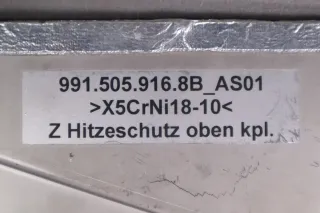 991.505.916.8B_AS01
>X5CrNi18-10<
Z Hitzeschutz oben kpl.